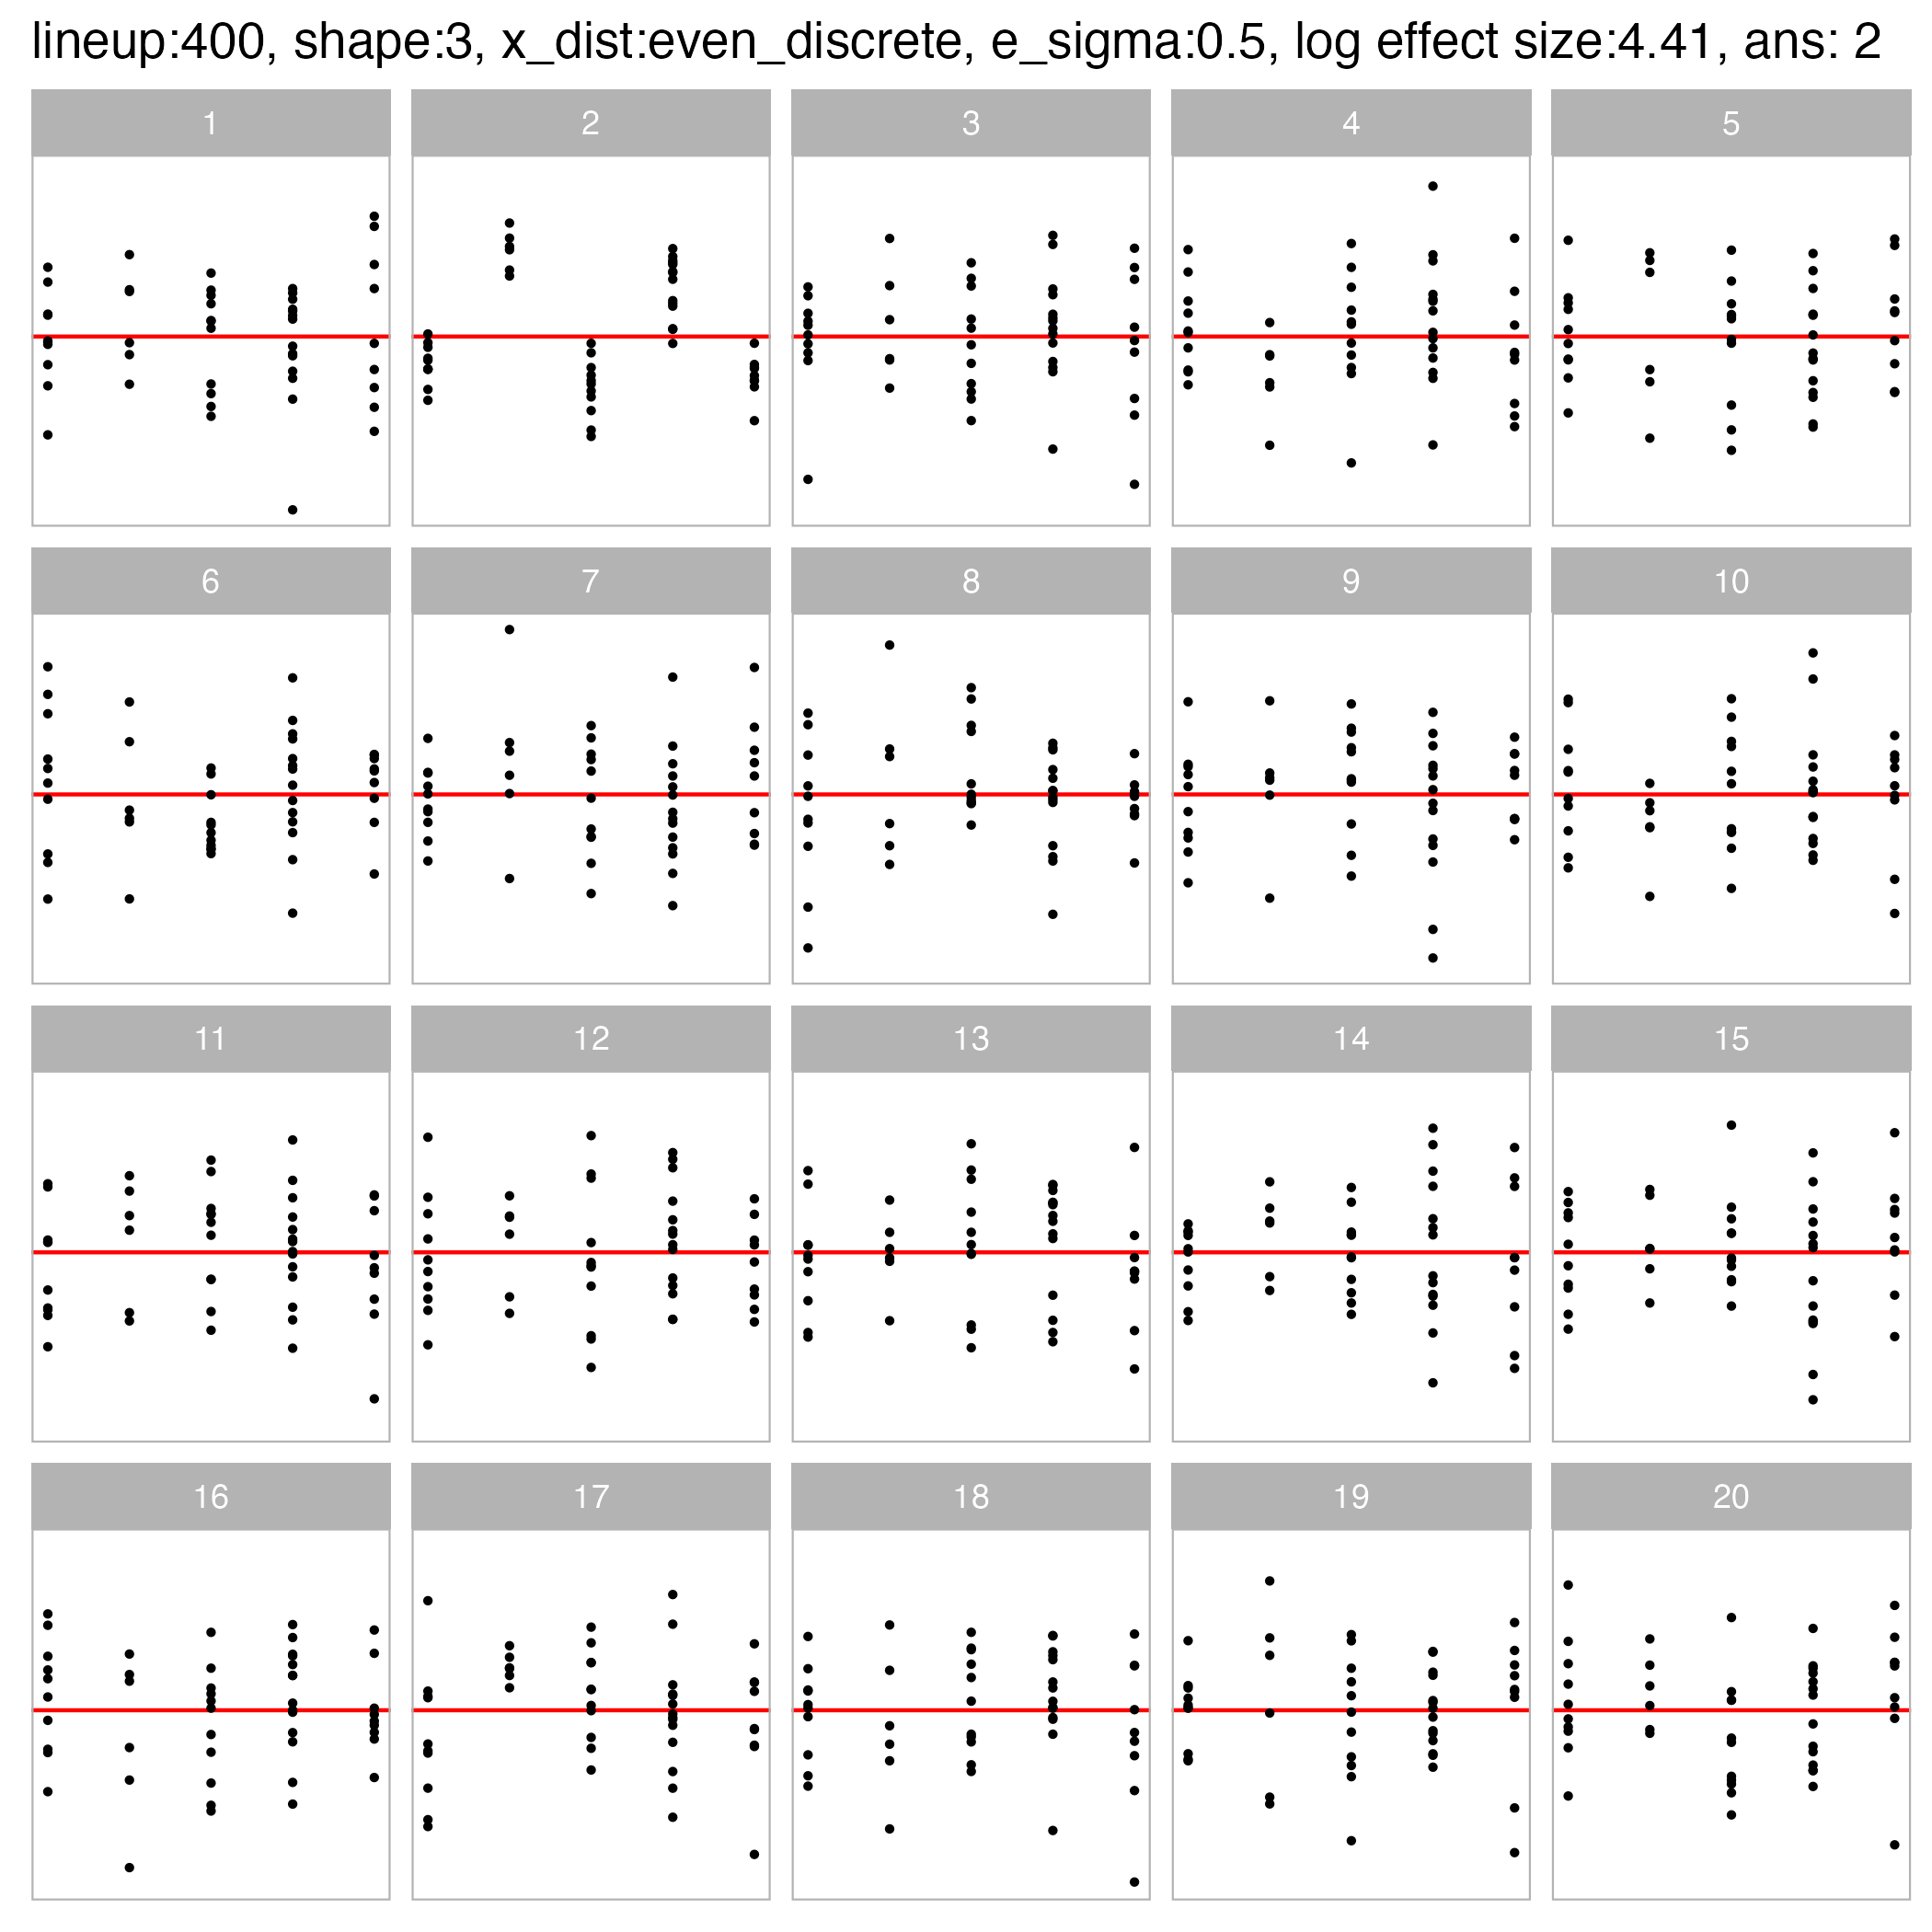 lineup:400, shape:3, x_dist:even_discrete, e_sigma:0.5, log effect size:4.41, ans: 2
1 2 3 4 5
6 7 8 9 10
11 12 13 14 15
16 17 18 19 20